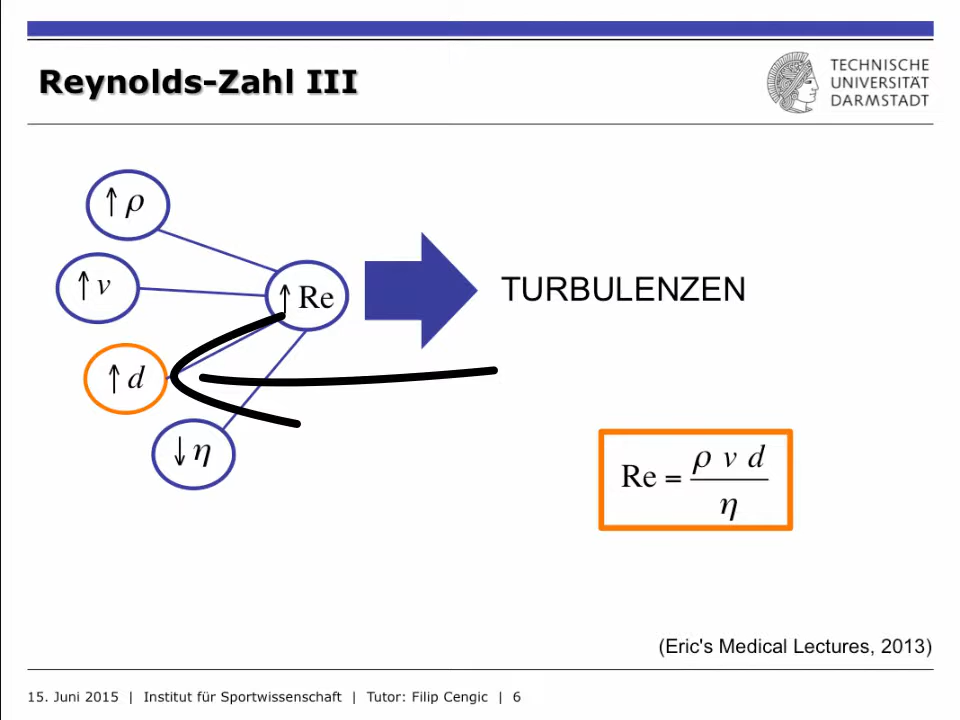 Reynolds-Zahl III
TECHNISCHE
UNIVERSITÄT
DARMSTADT
↑ ρ
↑ v
↑ Re
TURBULENZEN
↑ d
↓ η
Re = ρ v d / η
(Eric's Medical Lectures, 2013)
15. Juni 2015 | Institut für Sportwissenschaft | Tutor: Filip Cengic | 6